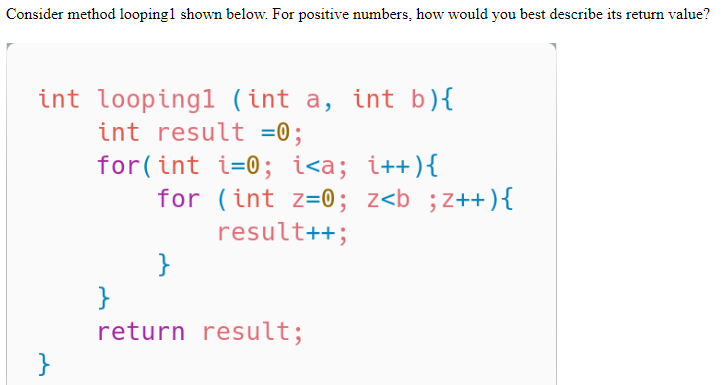 Consider method looping1 shown below. For positive numbers, how would you best describe its return value?
int looping1 (int a, int b){
int result =0;
for(int i=0; i<a; i++){
for (int z=0; z<b ;z++){
result++;
}
}
return result;
}